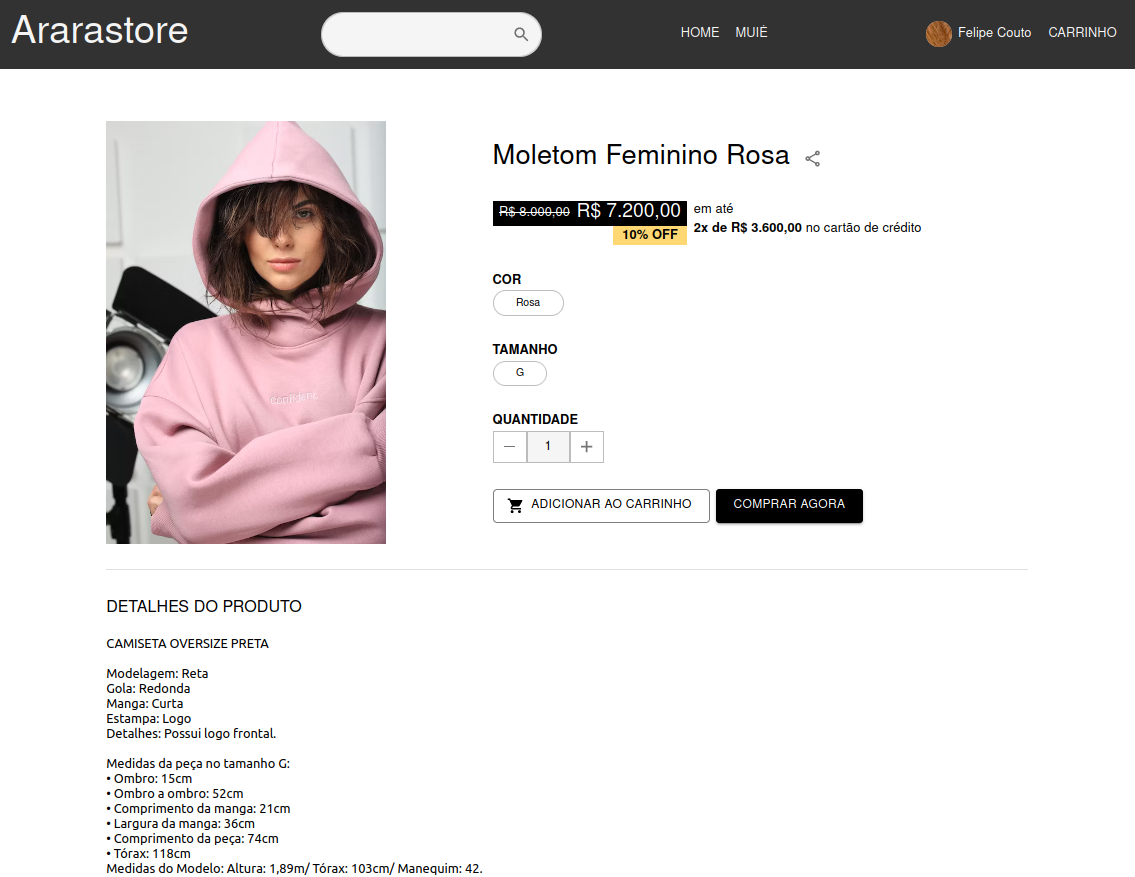 Ararastore
HOME MUIÉ
Felipe Couto CARRINHO
Moletom Feminino Rosa
R$ 8.000,00 R$ 7.200,00 em até
2x de R$ 3.600,00 no cartão de crédito
10% OFF
COR
Rosa
TAMANHO
G
QUANTIDADE
1
ADICIONAR AO CARRINHO COMPRAR AGORA
DETALHES DO PRODUTO
CAMISETA OVERSIZE PRETA
Modelagem: Reta
Gola: Redonda
Manga: Curta
Estampa: Logo
Detalhes: Possui logo frontal.
Medidas da peça no tamanho G:
• Ombro: 15cm
• Ombro a ombro: 52cm
• Comprimento da manga: 21cm
• Largura da manga: 36cm
• Comprimento da peça: 74cm
• Tórax: 118cm
Medidas do Modelo: Altura: 1,89m/ Tórax: 103cm/ Manequim: 42.